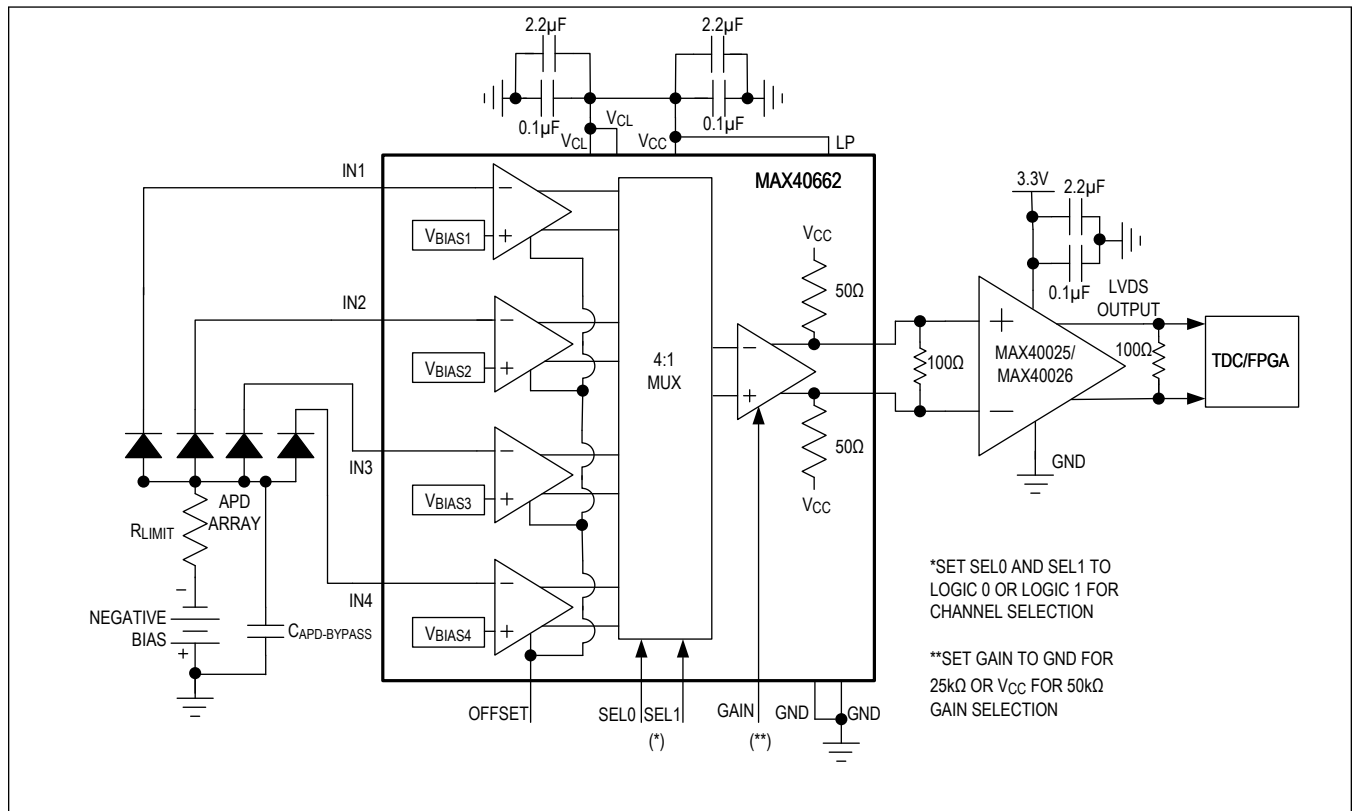 2.2µF
2.2µF
0.1µF
0.1µF
VCL
VCL
VCC
LP
MAX40662
IN1
VBIAS1
IN2
VBIAS2
IN3
VBIAS3
IN4
VBIAS4
4:1
MUX
VCC
50Ω
50Ω
VCC
100Ω
3.3V
2.2µF
0.1µF
LVDS
OUTPUT
MAX40025/
MAX40026
100Ω
TDC/FPGA
GND
APD
ARRAY
RLIMIT
NEGATIVE
BIAS
CAPD-BYPASS
OFFSET
SEL0
SEL1
(*)
GAIN
(**)
GND
GND
*SET SEL0 AND SEL1 TO
LOGIC 0 OR LOGIC 1 FOR
CHANNEL SELECTION
**SET GAIN TO GND FOR
25kΩ OR VCC FOR 50kΩ
GAIN SELECTION